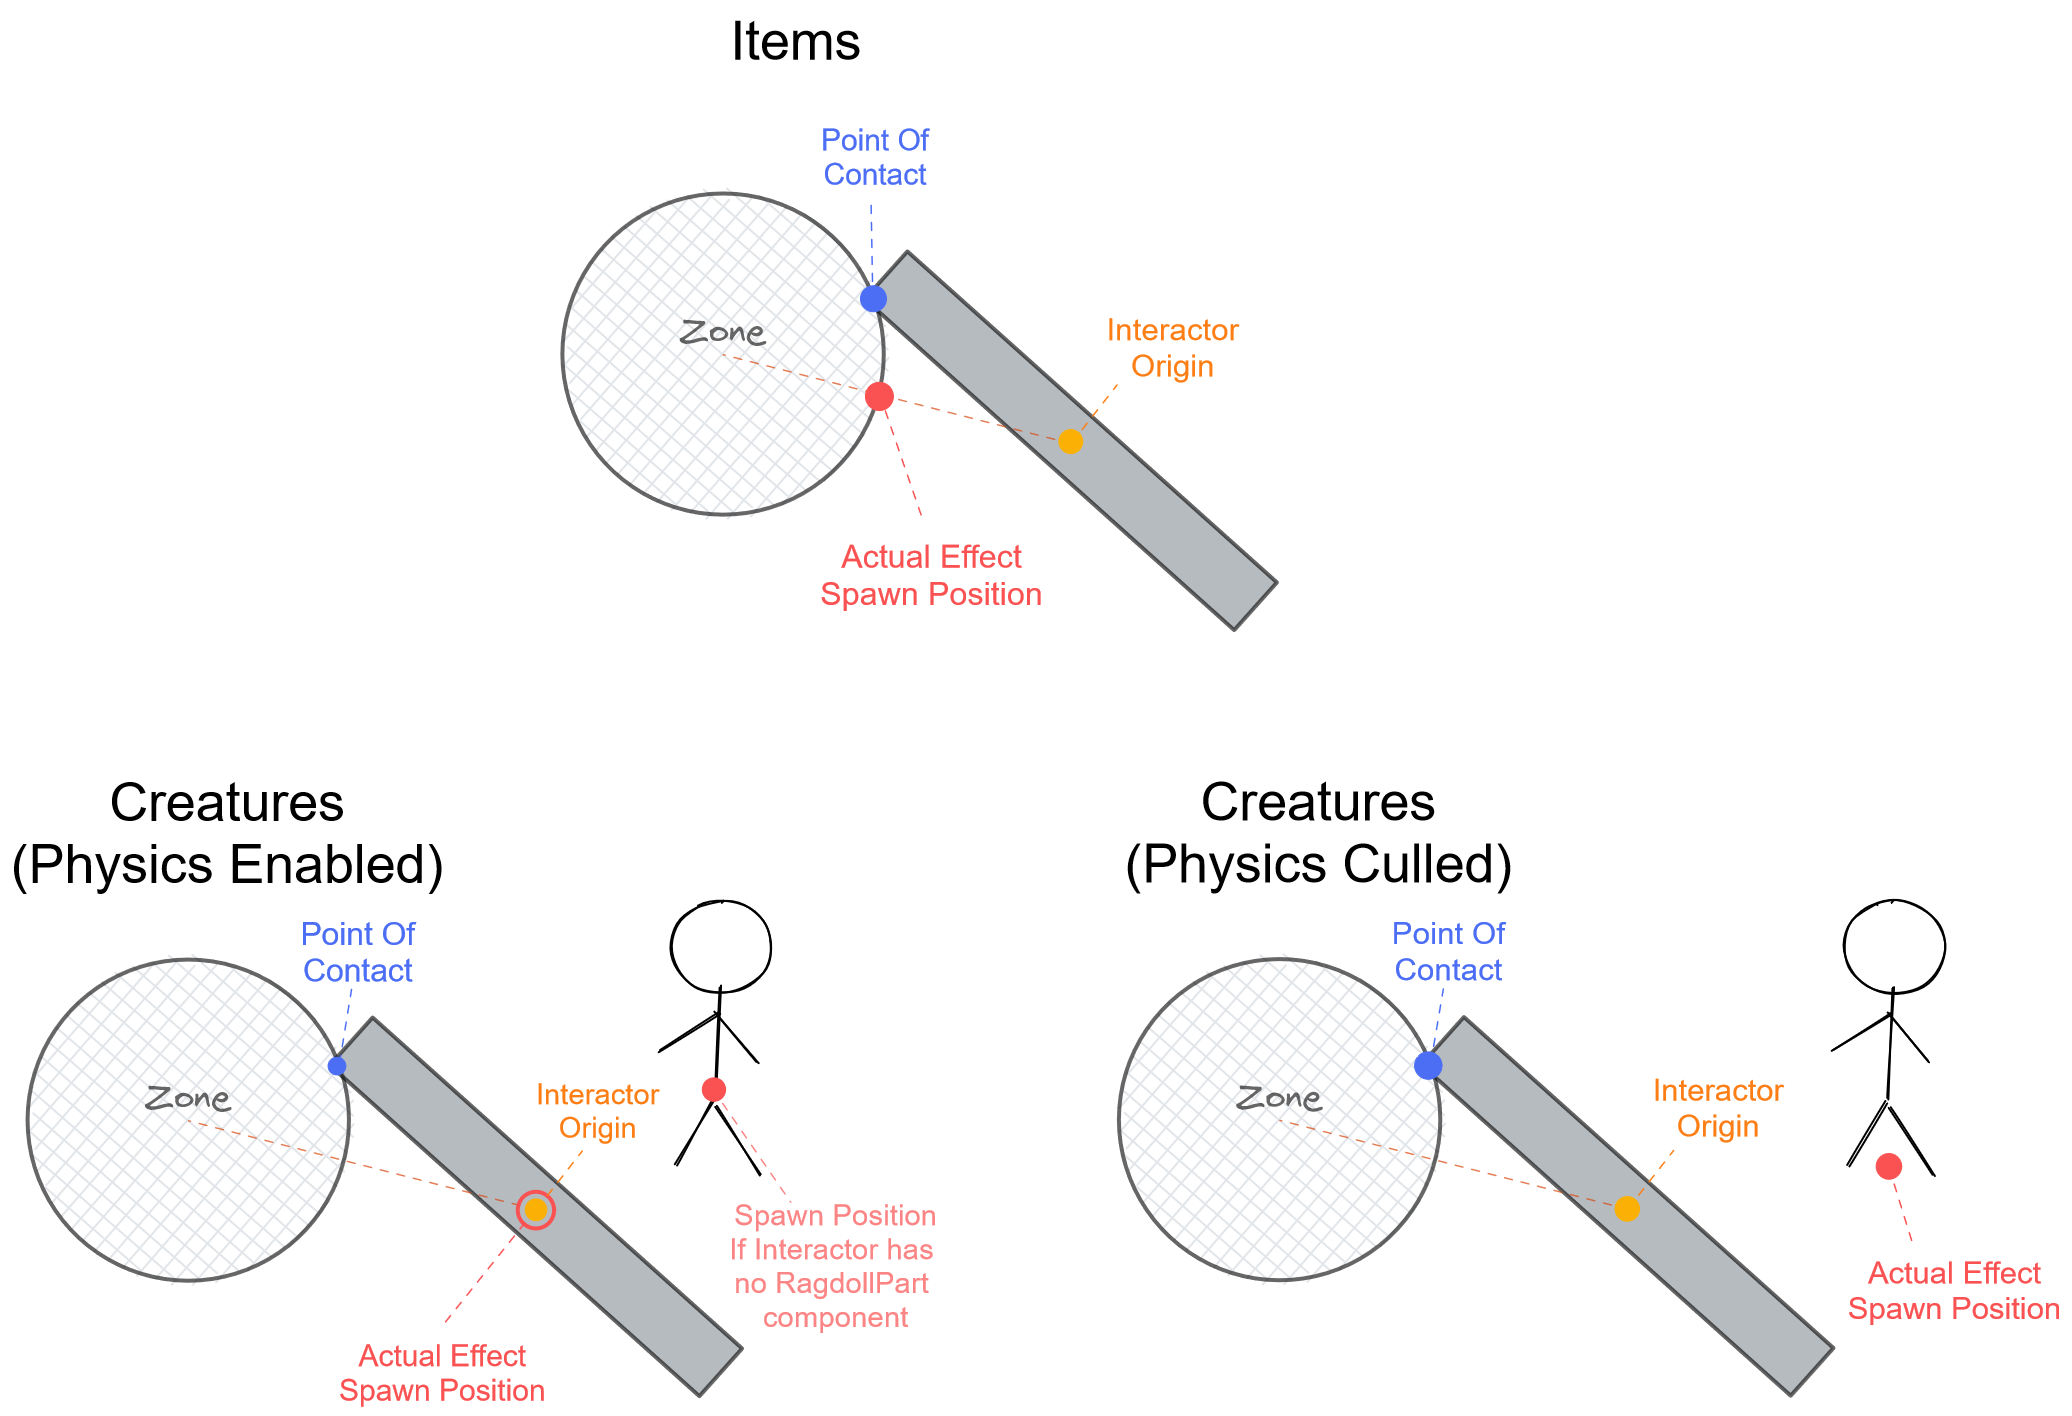 Items
Point Of
Contact
Zone
Interactor
Origin
Actual Effect
Spawn Position
Creatures
(Physics Enabled)
Point Of
Contact
Zone
Interactor
Origin
Spawn Position
If Interactor has
no RagdollPart
component
Actual Effect
Spawn Position
Creatures
(Physics Culled)
Point Of
Contact
Zone
Interactor
Origin
Actual Effect
Spawn Position